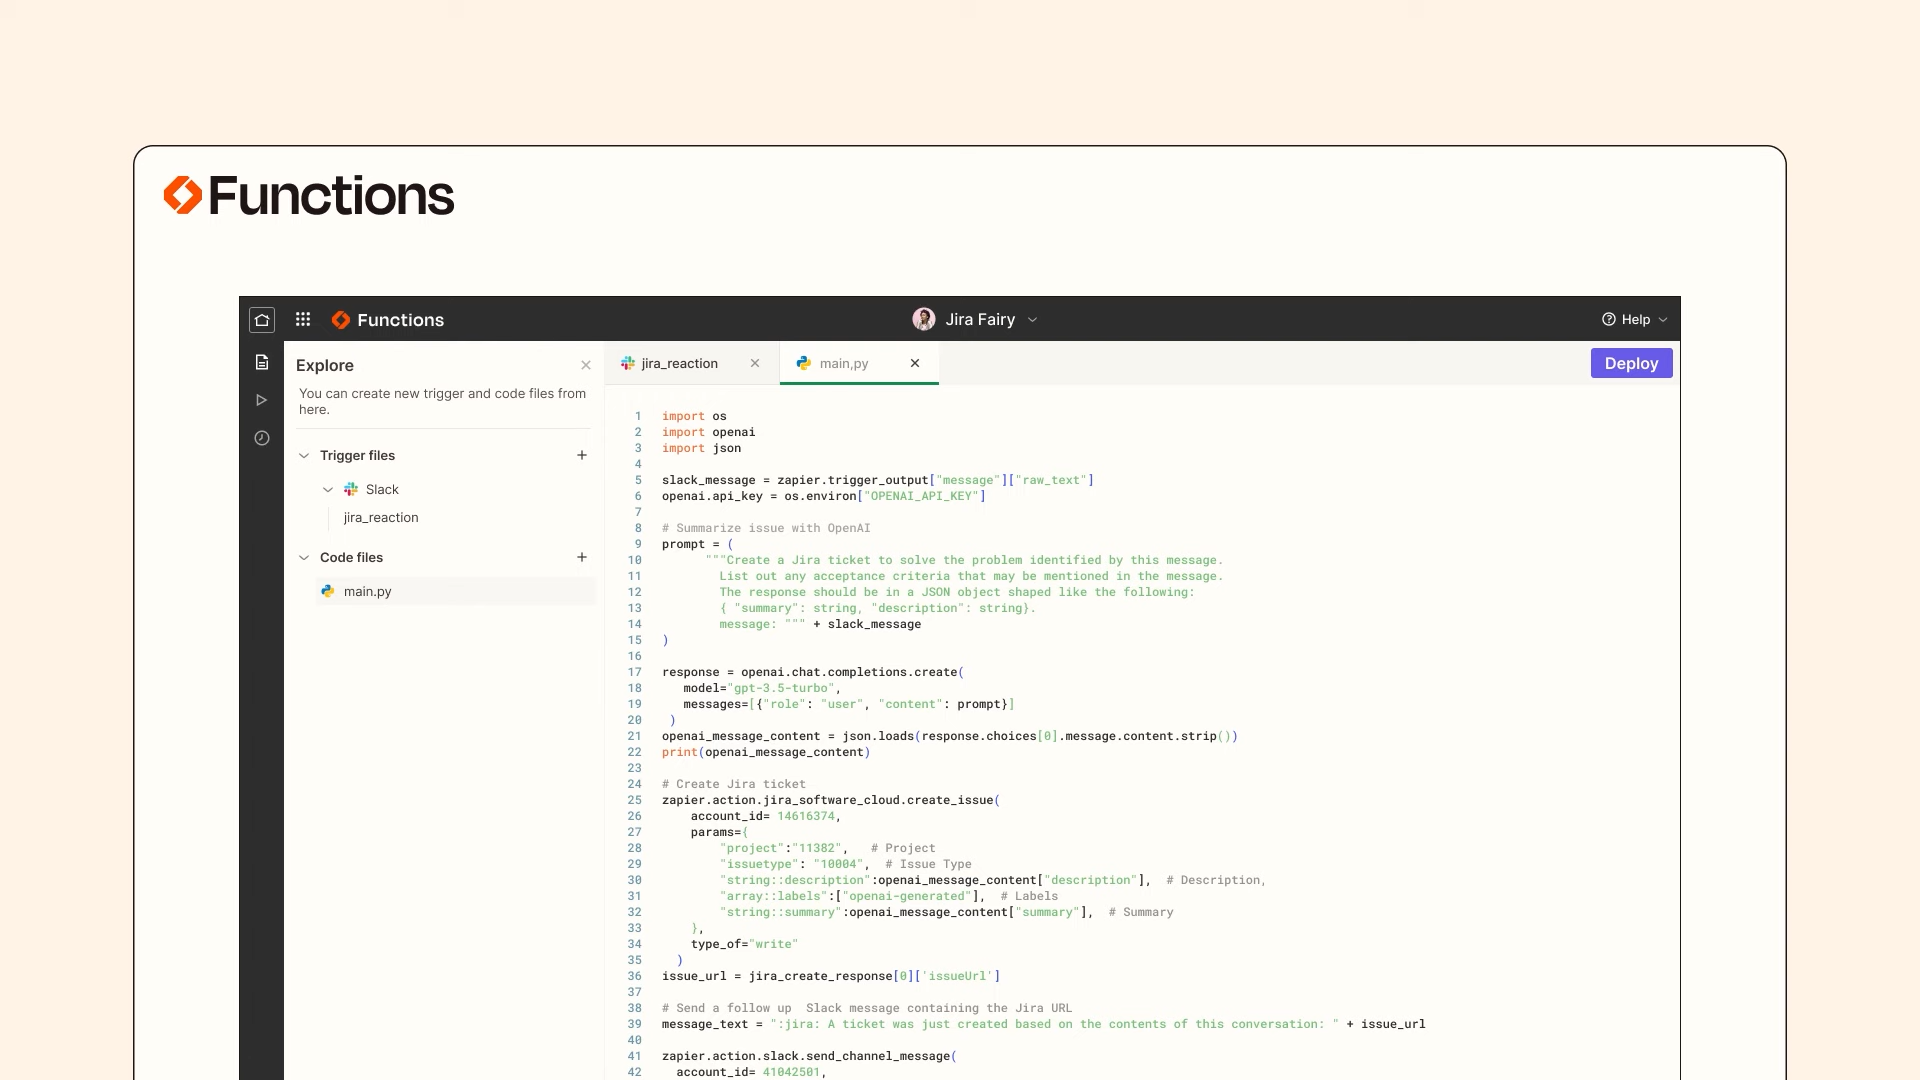 Functions
Functions
Jira Fairy
Help
Explore
You can create new trigger and code files from
here.
Trigger files
Slack
jira_reaction
Code files
main.py
jira_reaction
main,py
Deploy
1 import os
2 import openai
3 import json
4
5 slack_message = zapier.trigger_output["message"]["raw_text"]
6 openai.api_key = os.environ["OPENAI_API_KEY"]
7
8 # Summarize issue with OpenAI
9 prompt = (
10 """Create a Jira ticket to solve the problem identified by this message.
11 List out any acceptance criteria that may be mentioned in the message.
12 The response should be in a JSON object shaped like the following:
13 { "summary": string, "description": string}.
14 message: """ + slack_message
15 )
16
17 response = openai.chat.completions.create(
18 model="gpt-3.5-turbo",
19 messages=[{"role": "user", "content": prompt}]
20 )
21 openai_message_content = json.loads(response.choices[0].message.content.strip())
22 print(openai_message_content)
23
24 # Create Jira ticket
25 zapier.action.jira_software_cloud.create_issue(
26 account_id= 14616374,
27 params={
28 "project":"11382", # Project
29 "issuetype": "10004", # Issue Type
30 "string::description":openai_message_content["description"], # Description,
31 "array::labels":["openai-generated"], # Labels
32 "string::summary":openai_message_content["summary"], # Summary
33 },
34 type_of="write"
35 )
36 issue_url = jira_create_response[0]['issueUrl']
37
38 # Send a follow up  Slack message containing the Jira URL
39 message_text = ":jira: A ticket was just created based on the contents of this conversation: " + issue_url
40
41 zapier.action.slack.send_channel_message(
42 account_id= 41042501,